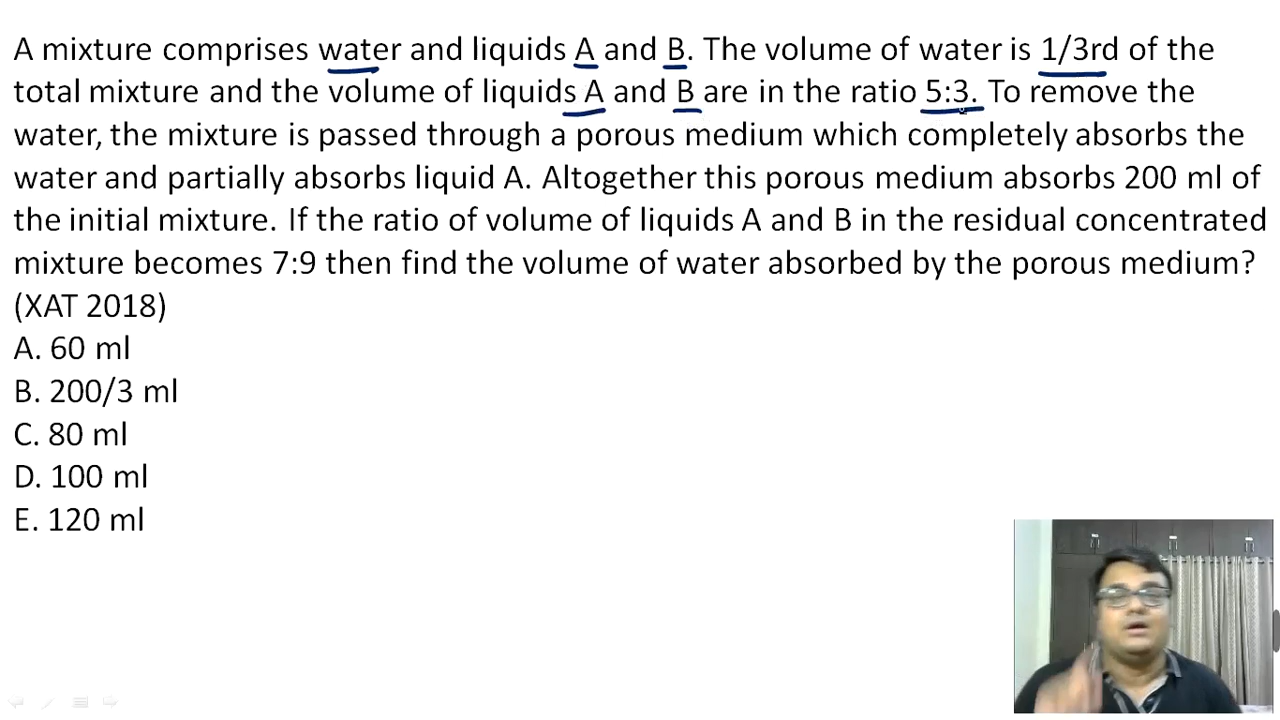 A mixture comprises water and liquids A and B. The volume of water is 1/3rd of the
total mixture and the volume of liquids A and B are in the ratio 5:3. To remove the
water, the mixture is passed through a porous medium which completely absorbs the
water and partially absorbs liquid A. Altogether this porous medium absorbs 200 ml of
the initial mixture. If the ratio of volume of liquids A and B in the residual concentrated
mixture becomes 7:9 then find the volume of water absorbed by the porous medium?
(XAT 2018)
A. 60 ml
B. 200/3 ml
C. 80 ml
D. 100 ml
E. 120 ml